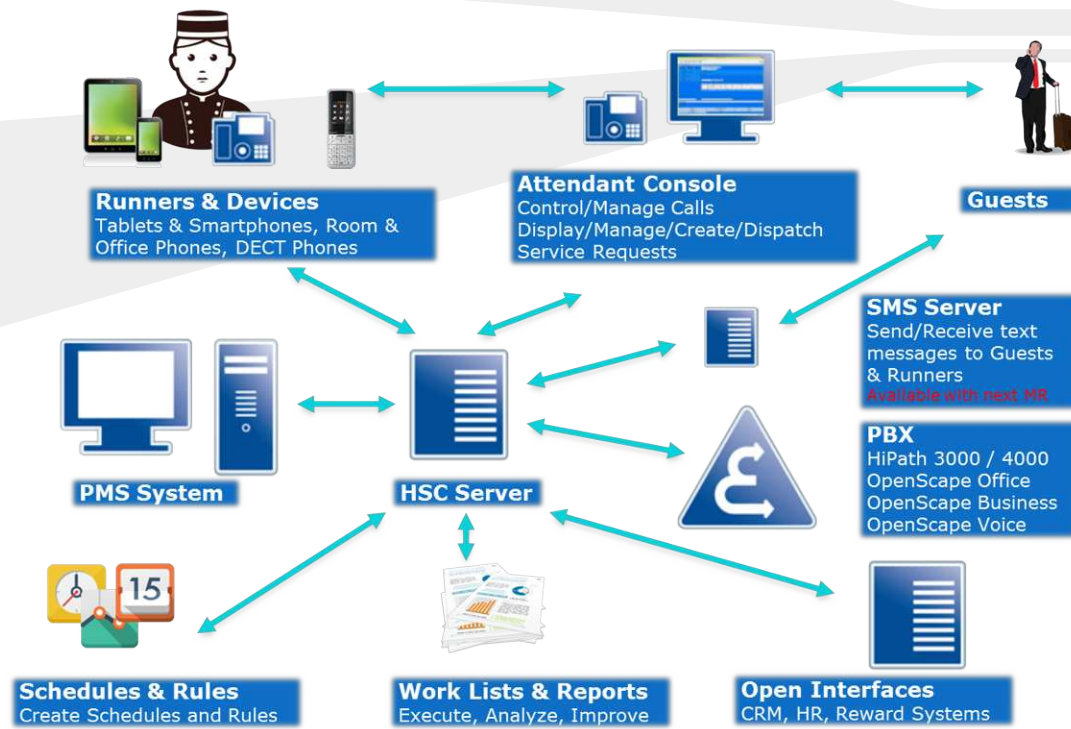 Runners & Devices
Tablets & Smartphones, Room &
Office Phones, DECT Phones
Attendant Console
Control/Manage Calls
Display/Manage/Create/Dispatch
Service Requests
Guests
SMS Server
Send/Receive text
messages to Guests
& Runners
Available with next MR
PBX
HiPath 3000 / 4000
OpenScape Office
OpenScape Business
OpenScape Voice
PMS System
HSC Server
15
Schedules & Rules
Create Schedules and Rules
Work Lists & Reports
Execute, Analyze, Improve
Open Interfaces
CRM, HR, Reward Systems